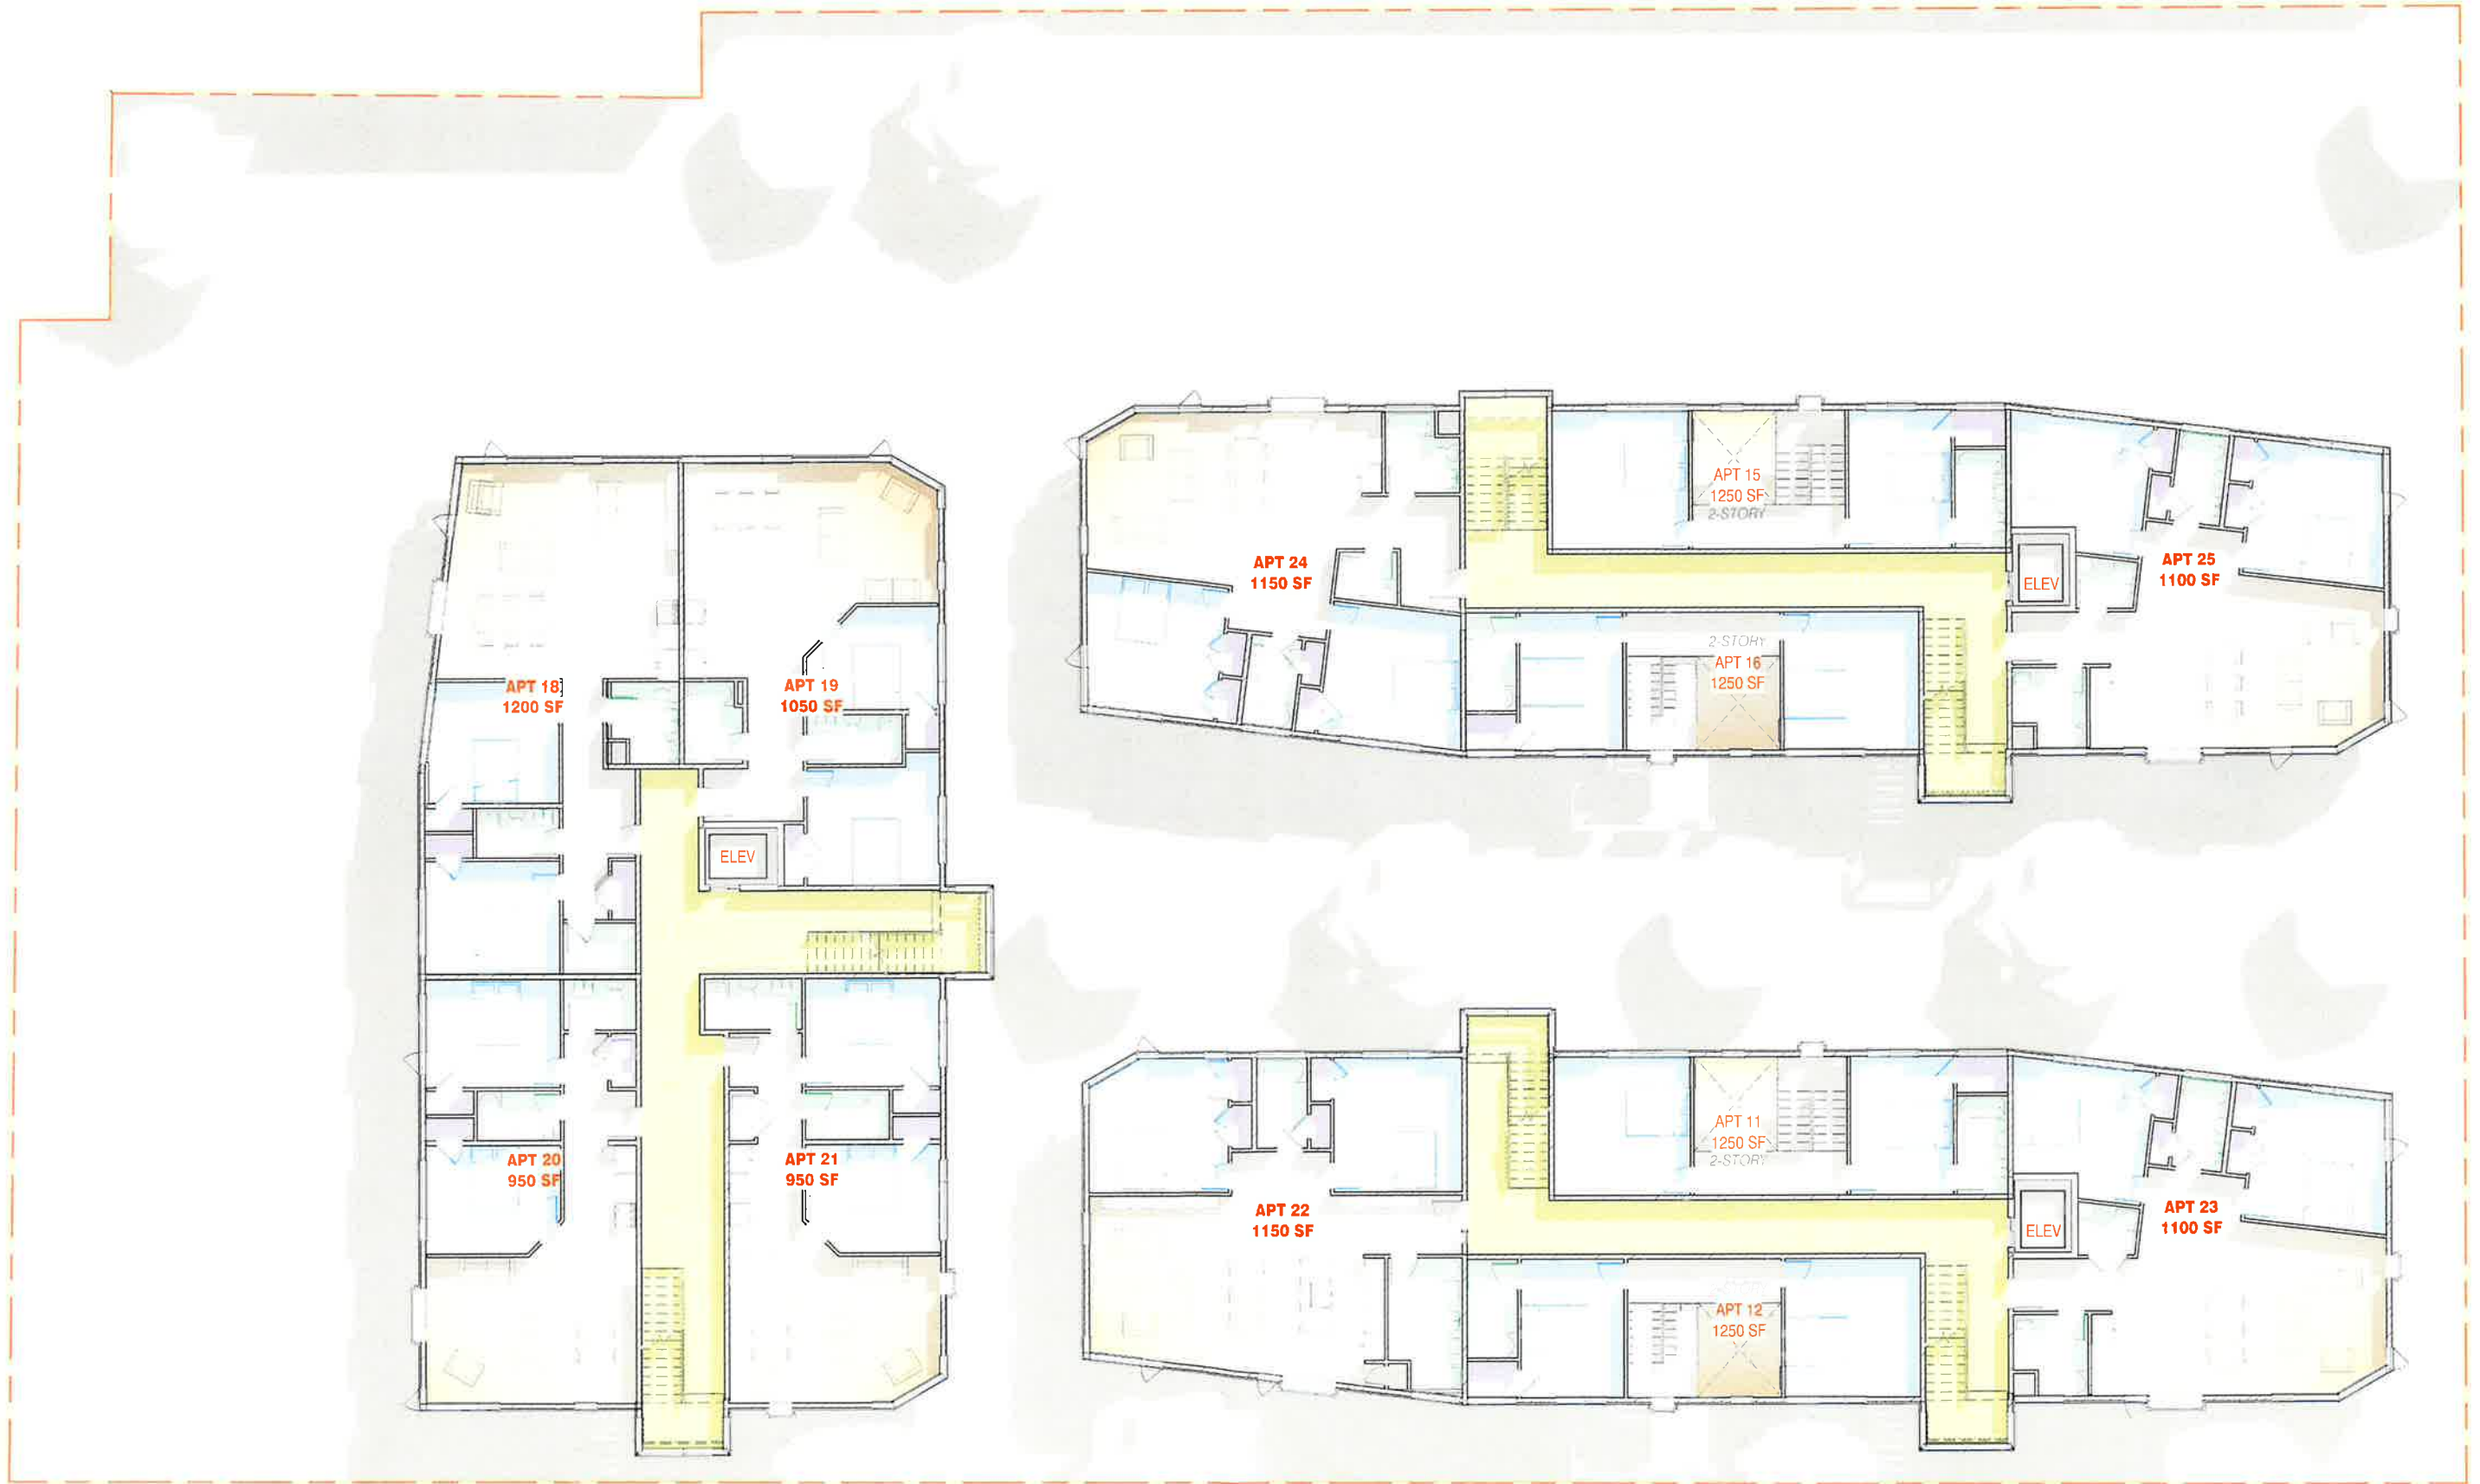 APT 15
1250 SF
2-STORY
APT 24
1150 SF
ELEV
APT 25
1100 SF
2-STORY
APT 16
1250 SF
APT 18
1200 SF
APT 19
1050 SF
ELEV
APT 20
950 SF
APT 21
950 SF
APT 11
1250 SF
2-STORY
APT 22
1150 SF
ELEV
APT 23
1100 SF
APT 12
1250 SF